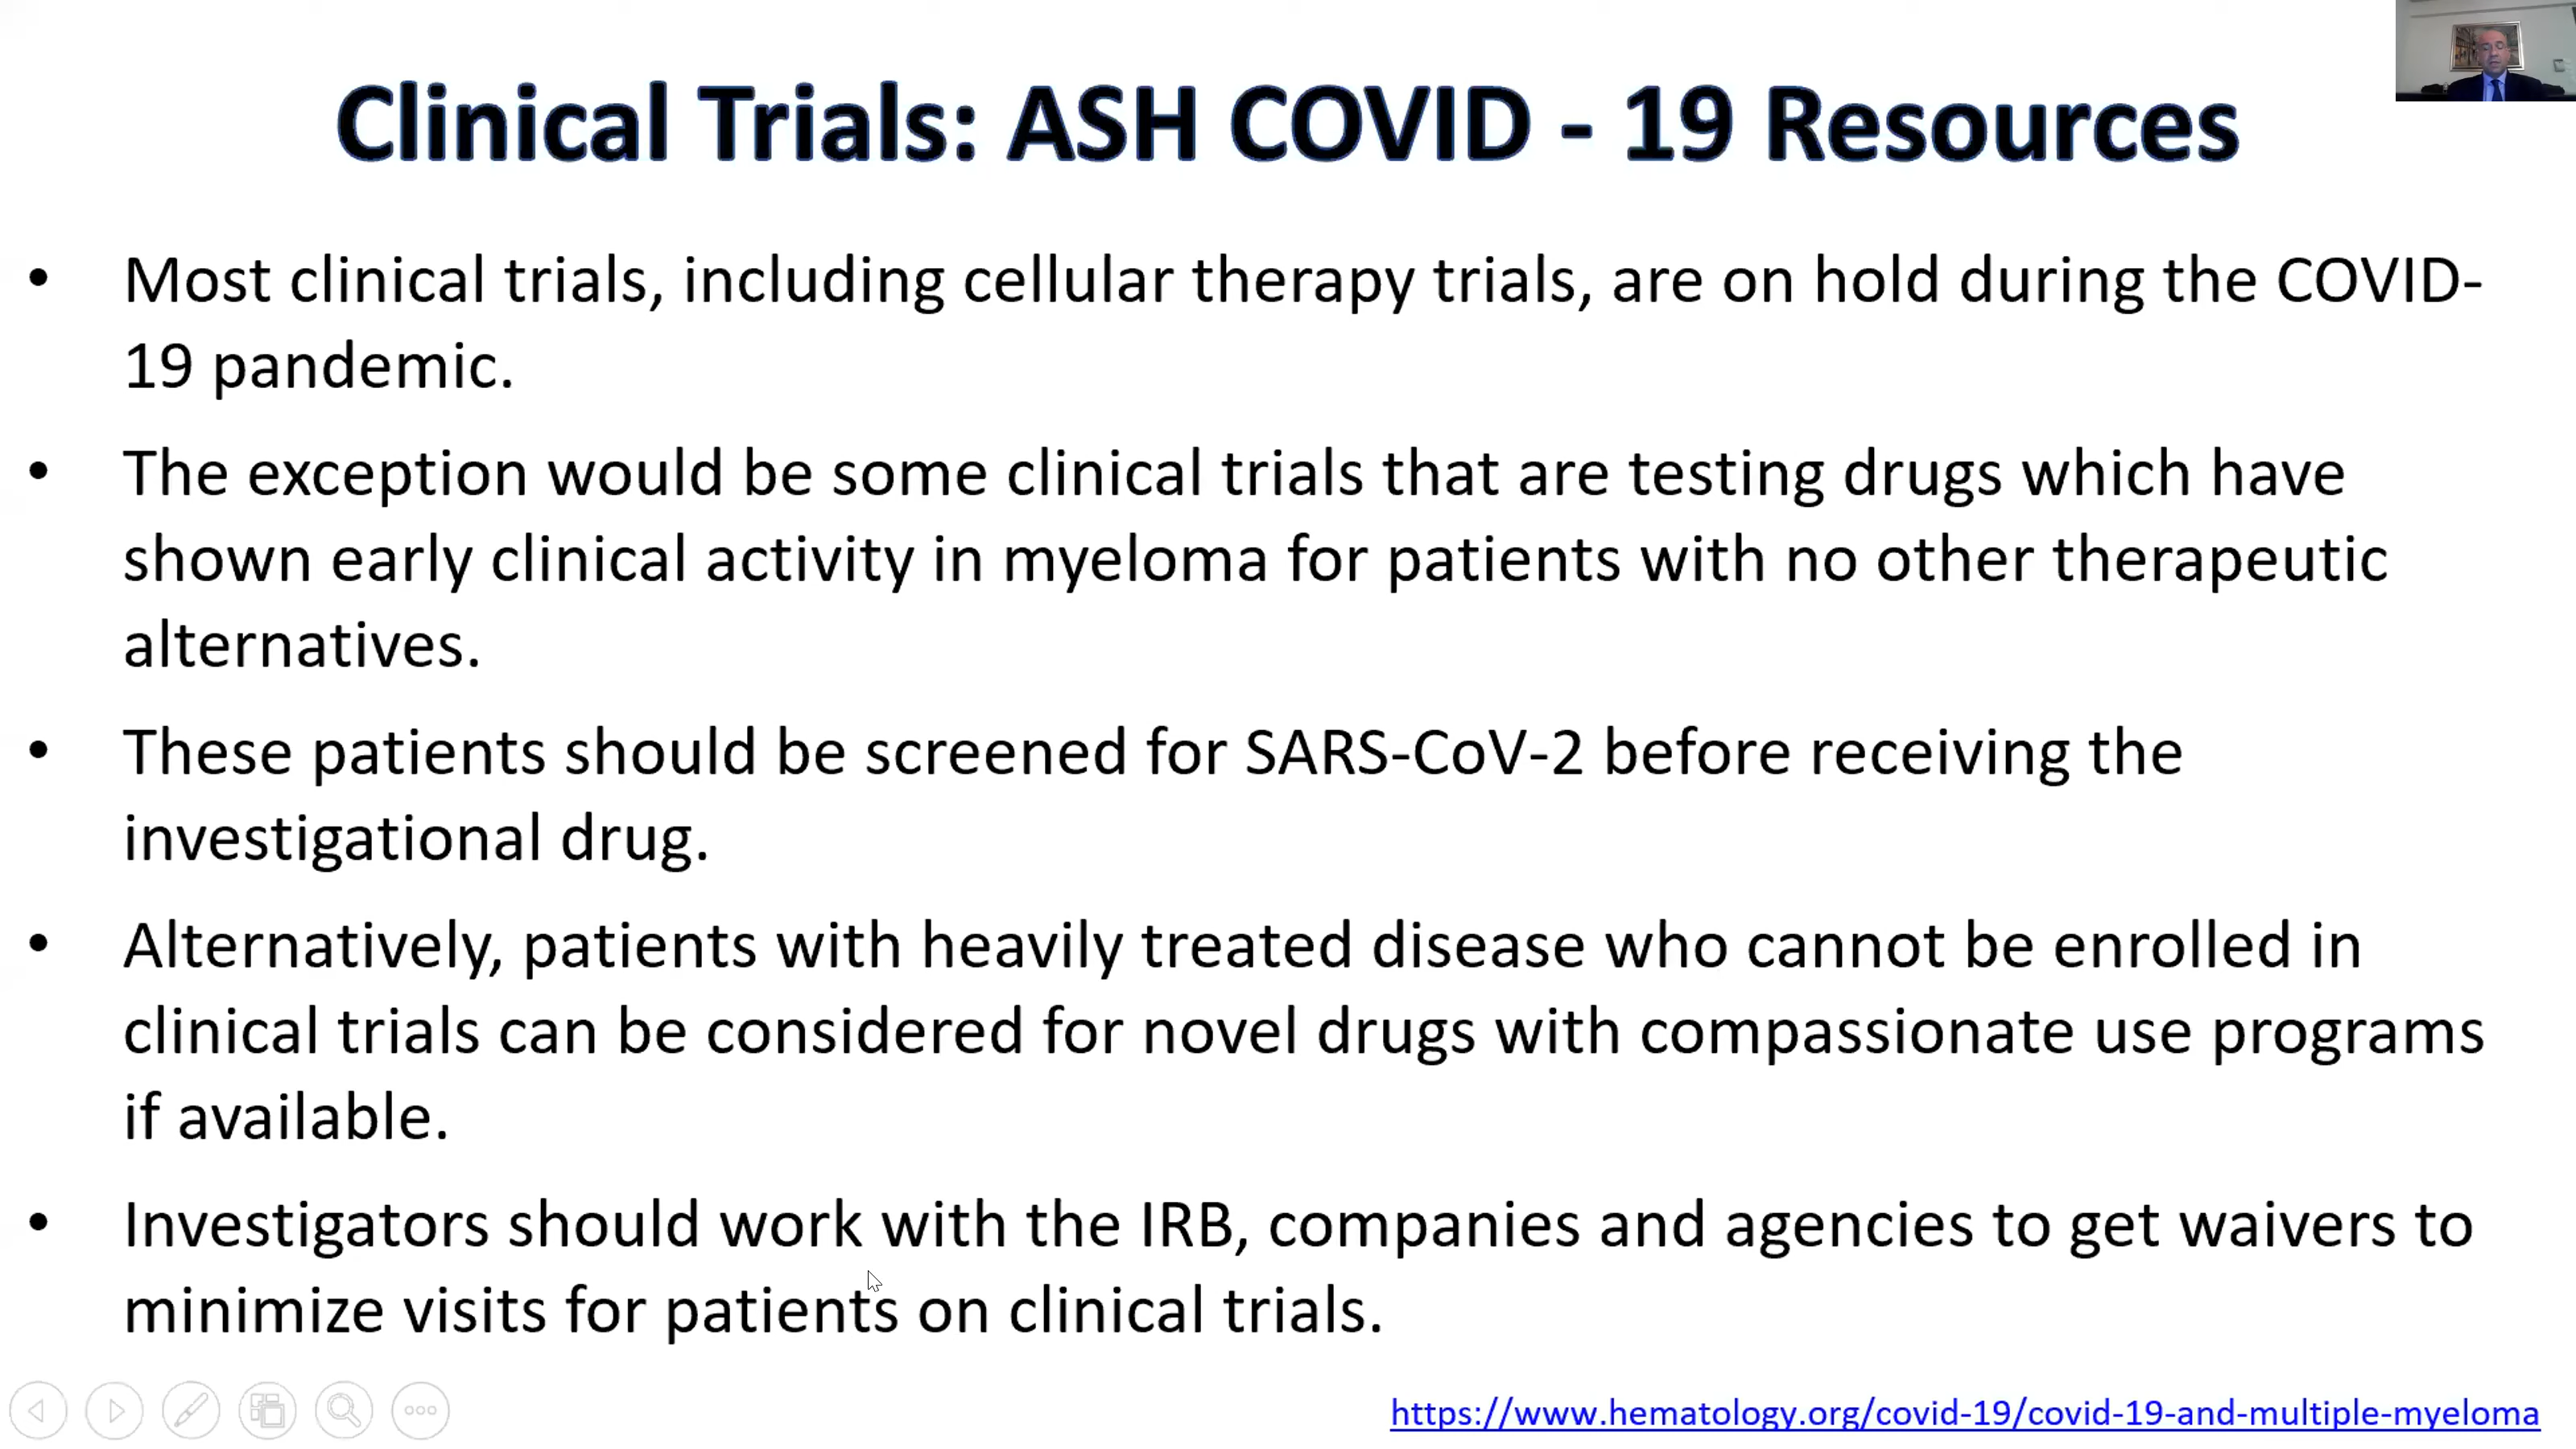 Clinical Trials: ASH COVID - 19 Resources
• Most clinical trials, including cellular therapy trials, are on hold during the COVID-
19 pandemic.
• The exception would be some clinical trials that are testing drugs which have
shown early clinical activity in myeloma for patients with no other therapeutic
alternatives.
• These patients should be screened for SARS-CoV-2 before receiving the
investigational drug.
• Alternatively, patients with heavily treated disease who cannot be enrolled in
clinical trials can be considered for novel drugs with compassionate use programs
if available.
• Investigators should work with the IRB, companies and agencies to get waivers to
minimize visits for patients on clinical trials.
https://www.hematology.org/covid-19/covid-19-and-multiple-myeloma